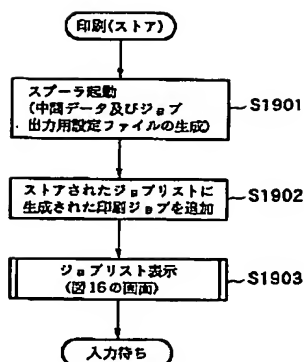 印刷(ストア)
スプーラ起動
(中間データ及びジョブ
出力用設定ファイルの生成)
S1901
ストアされたジョブリストに
生成された印刷ジョブを追加
S1902
ジョブリスト表示
(図16の画面)
S1903
入力待ち